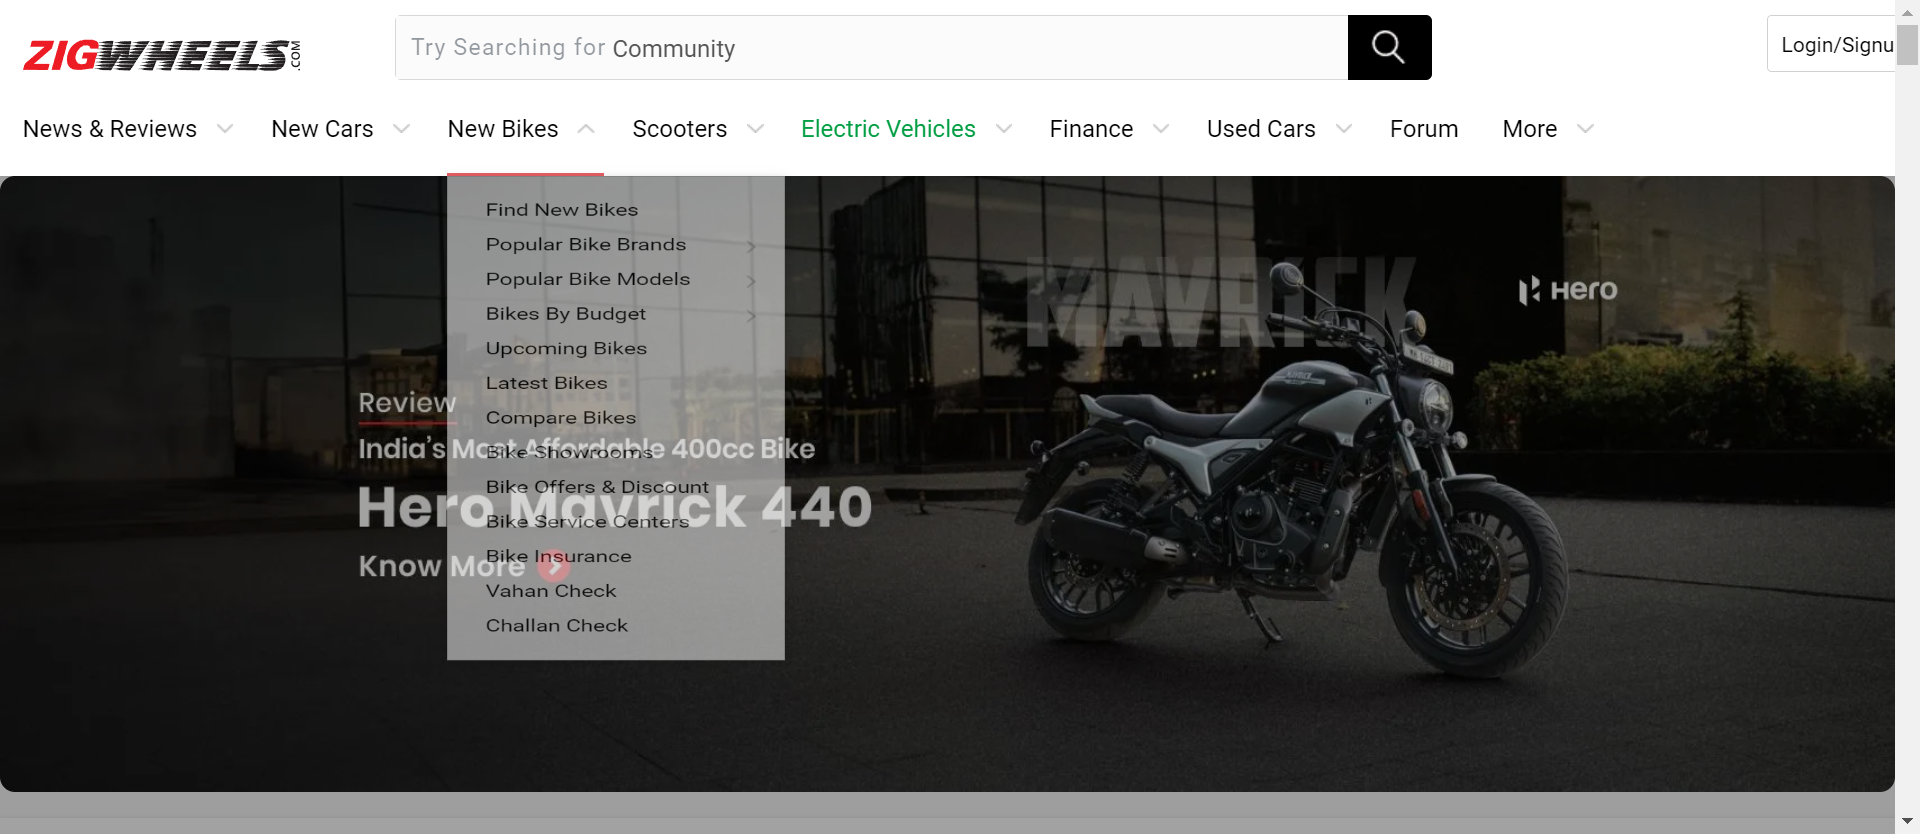 ZIGWHEELS.COM
Try Searching for Community
Login/Signu
News & Reviews
New Cars
New Bikes
Scooters
Electric Vehicles
Finance
Used Cars
Forum
More
Find New Bikes
Popular Bike Brands
Popular Bike Models
Bikes By Budget
Upcoming Bikes
Latest Bikes
Compare Bikes
Bike Showrooms
Bike Offers & Discount
Bike Service Centers
Bike Insurance
Vahan Check
Challan Check
Review
India's Most Affordable 400cc Bike
Hero Mavrick 440
Know More
MAVRICK
Hero